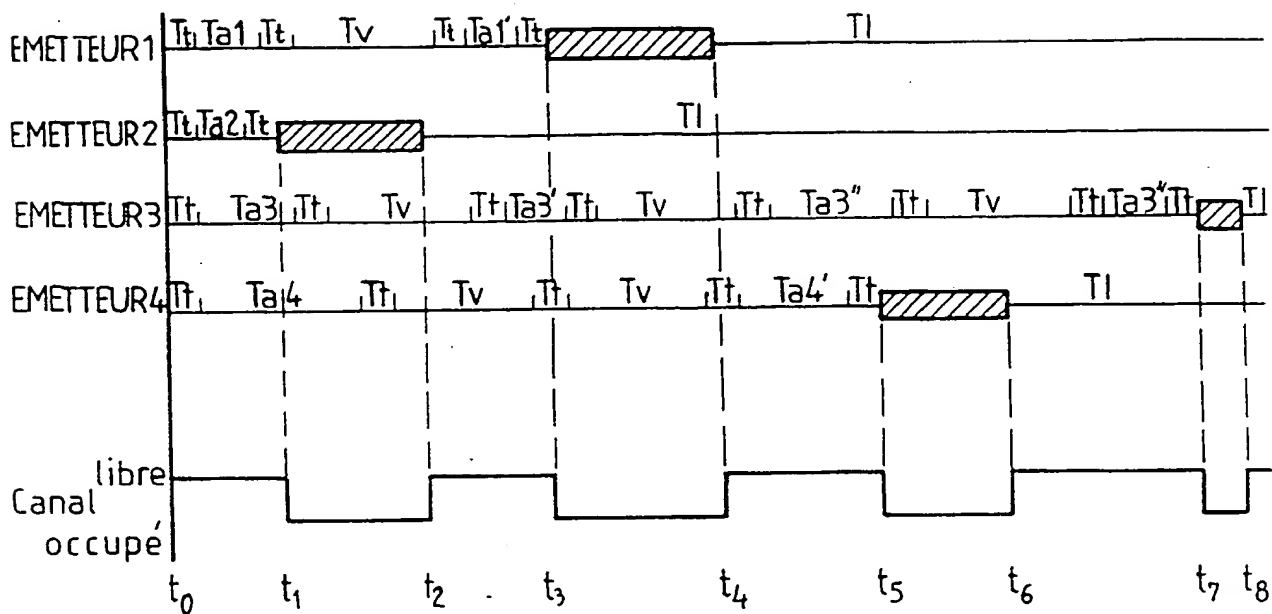 EMETTEUR1 Tt Ta1 Tt Tv Tt Ta1' Tt Tl
EMETTEUR2 Tt Ta2 Tt Tl
EMETTEUR3 Tt Ta3 Tt Tv Tt Ta3' Tt Tv Tt Ta3" Tt Tv Tt Ta3" Tt Tl
EMETTEUR4 Tt Ta4 Tt Tv Tt Tv Tt Ta4' Tt Tl
libre
Canal
occupé
t0 t1 t2 t3 t4 t5 t6 t7 t8